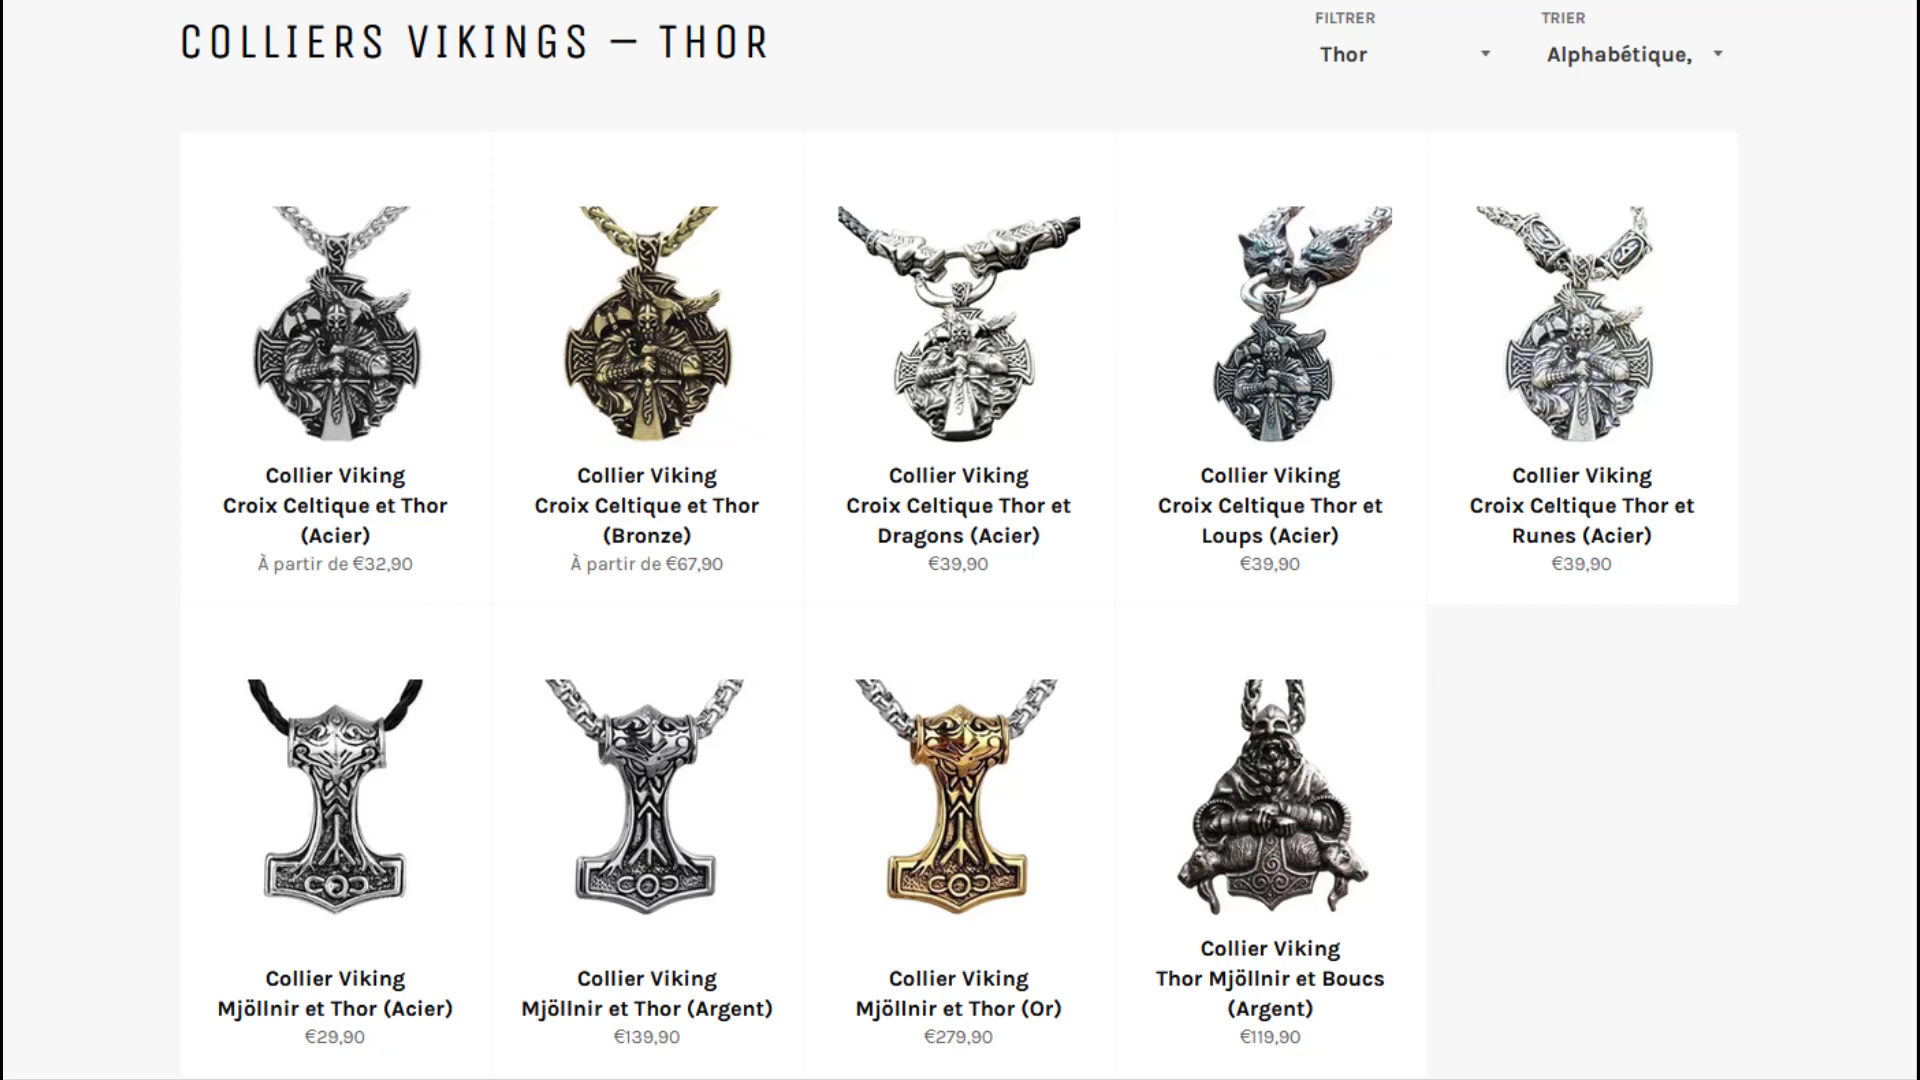 COLLIERS VIKINGS — THOR
FILTRER
Thor
TRIER
Alphabétique,
Collier Viking
Croix Celtique et Thor
(Acier)
À partir de €32,90
Collier Viking
Croix Celtique et Thor
(Bronze)
À partir de €67,90
Collier Viking
Croix Celtique Thor et
Dragons (Acier)
€39,90
Collier Viking
Croix Celtique Thor et
Loups (Acier)
€39,90
Collier Viking
Croix Celtique Thor et
Runes (Acier)
€39,90
Collier Viking
Mjöllnir et Thor (Acier)
€29,90
Collier Viking
Mjöllnir et Thor (Argent)
€139,90
Collier Viking
Mjöllnir et Thor (Or)
€279,90
Collier Viking
Thor Mjöllnir et Boucs
(Argent)
€119,90